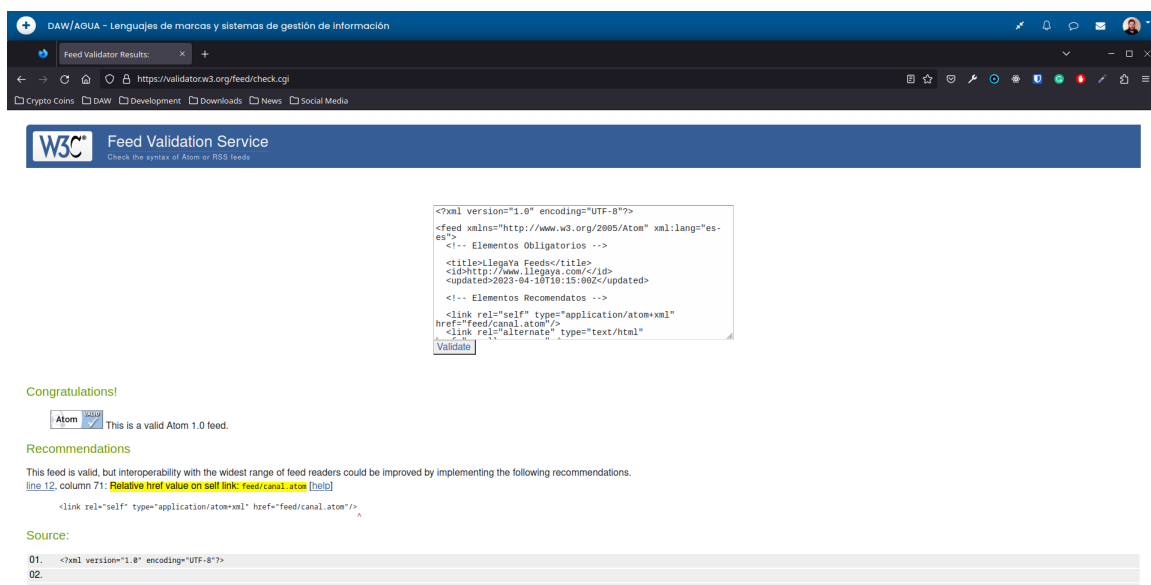 DAW/AGUA - Lenguajes de marcas y sistemas de gestión de información
Feed Validator Results:
https://validator.w3.org/feed/check.cgi
Crypto Coins DAW Development Downloads News Social Media
W3C®
Feed Validation Service
Check the syntax of Atom or RSS feeds
<?xml version="1.0" encoding="UTF-8"?>
<feed xmlns="http://www.w3.org/2005/Atom" xml:lang="es-
es">
<!-- Elementos Obligatorios -->
<title>LlegaYa Feeds</title>
<id>http://www.llegaya.com/</id>
<updated>2023-04-10T10:15:00Z</updated>
<!-- Elementos Recomendatos -->
<link rel="self" type="application/atom+xml"
href="feed/canal.atom"/>
<link rel="alternate" type="text/html"
Validate
Congratulations!
Atom VALID This is a valid Atom 1.0 feed.
Recommendations
This feed is valid, but interoperability with the widest range of feed readers could be improved by implementing the following recommendations.
line 12, column 71: Relative href value on self link: feed/canal.atom [help]
<link rel="self" type="application/atom+xml" href="feed/canal.atom"/>
^
Source:
01. <?xml version="1.0" encoding="UTF-8"?>
02.